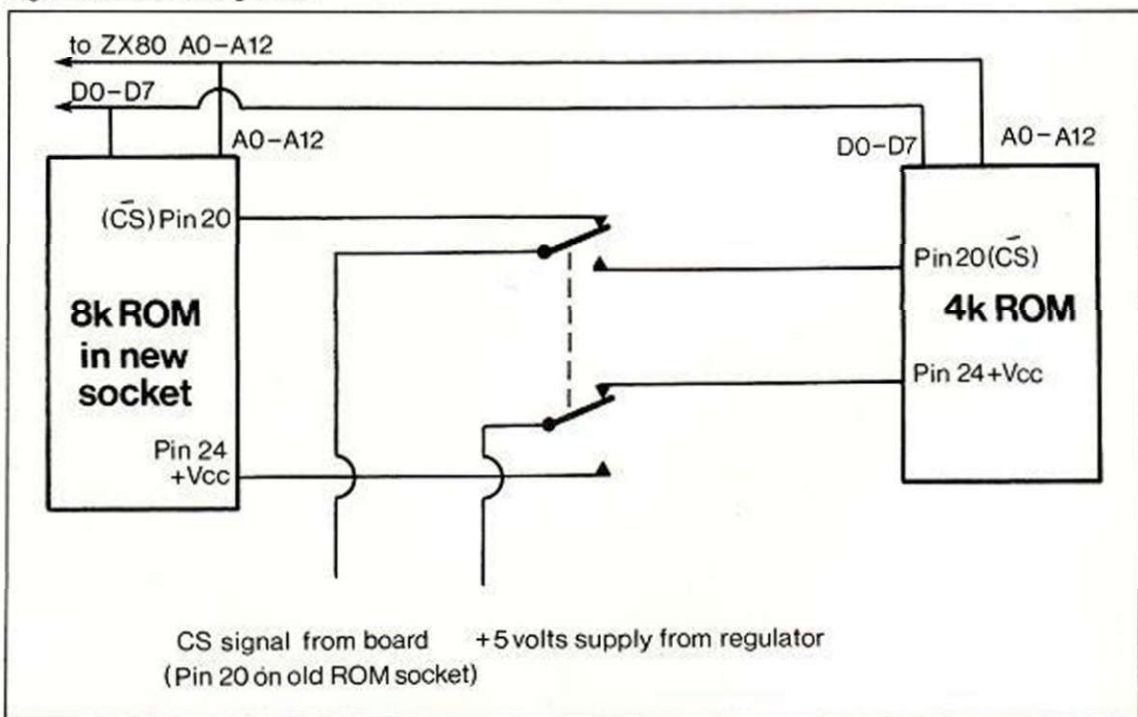 to ZX80 A0-A12
D0-D7
A0-A12
D0-D7
A0-A12
(C̅S̅) Pin 20
Pin 20 (C̅S̅)
8k ROM
in new
socket
4k ROM
Pin 24 +Vcc
Pin 24
+Vcc
CS signal from board
+5 volts supply from regulator
(Pin 20 on old ROM socket)